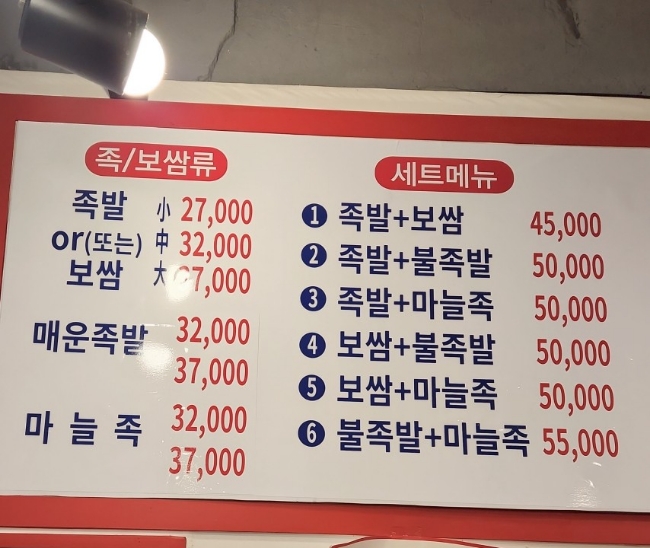 족/보쌈류
족발 小 27,000
or(또는) 中 32,000
보쌈 大 37,000
매운족발 32,000
37,000
마늘족 32,000
37,000
세트메뉴
❶ 족발+보쌈 45,000
❷ 족발+불족발 50,000
❸ 족발+마늘족 50,000
❹ 보쌈+불족발 50,000
❺ 보쌈+마늘족 50,000
❻ 불족발+마늘족 55,000